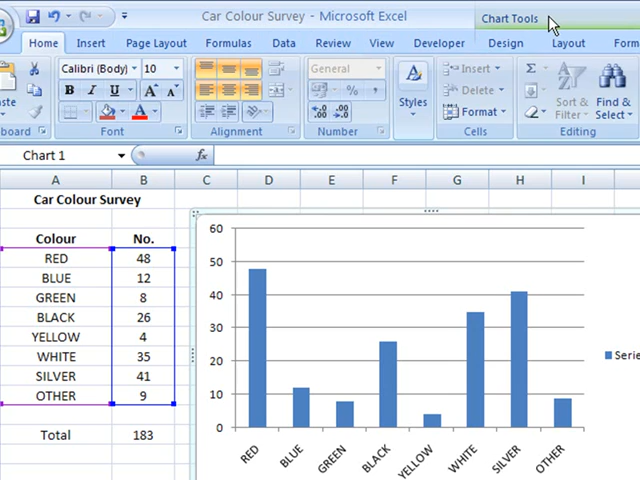 Car Colour Survey - Microsoft Excel
Chart Tools
Home Insert Page Layout Formulas Data Review View Developer Design Layout Form
Calibri (Body) 10 General Insert Σ
B I U A A % , Styles Delete Sort & Find &
A Format Filter Select
board Font Alignment Number Cells Editing
Chart 1 fx
A B C D E F G H I
Car Colour Survey
Colour No.
RED 48
BLUE 12
GREEN 8
BLACK 26
YELLOW 4
WHITE 35
SILVER 41
OTHER 9
Total 183
60
50
40
30
20
10
0
RED BLUE GREEN BLACK YELLOW WHITE SILVER OTHER
Serie